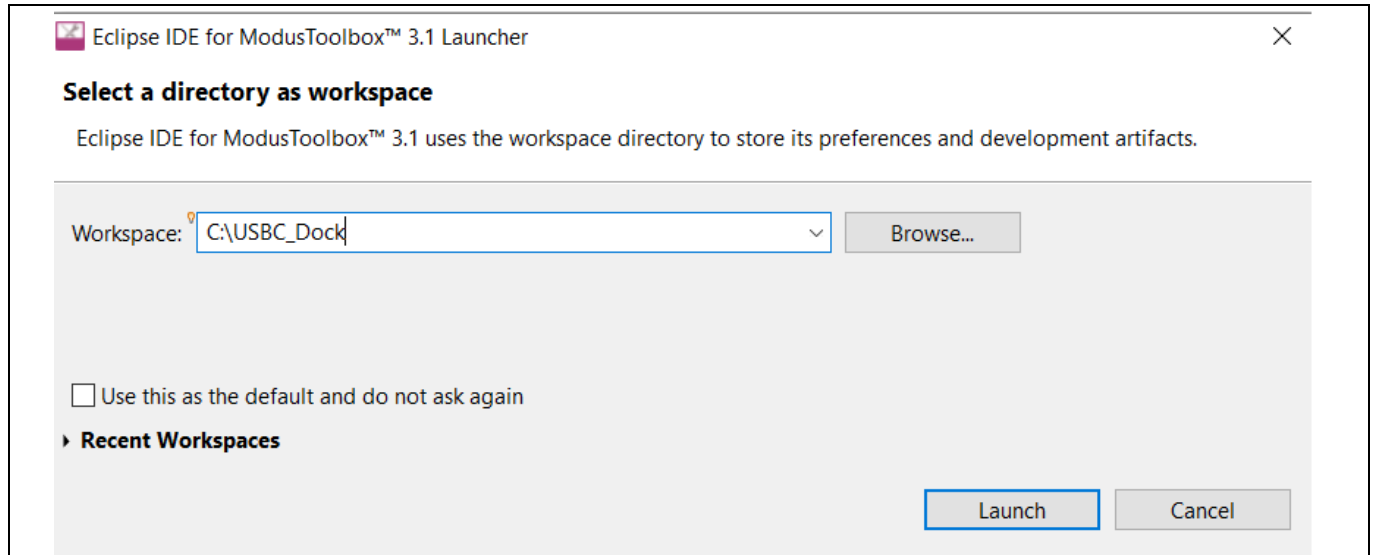 Eclipse IDE for ModusToolbox™ 3.1 Launcher
Select a directory as workspace
Eclipse IDE for ModusToolbox™ 3.1 uses the workspace directory to store its preferences and development artifacts.
Workspace: C:\USBC_Dock Browse...
Use this as the default and do not ask again
Recent Workspaces
Launch Cancel